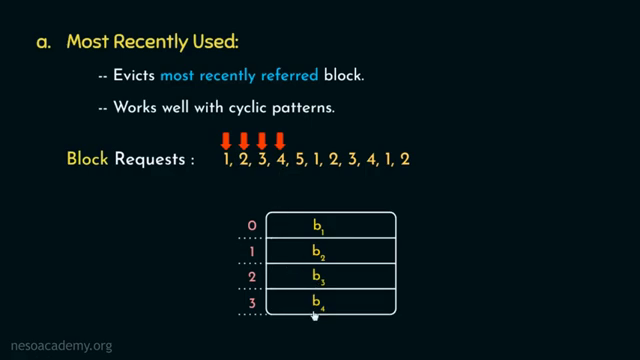 a. Most Recently Used:
-- Evicts most recently referred block.
-- Works well with cyclic patterns.
Block Requests : 1, 2, 3, 4, 5, 1, 2, 3, 4, 1, 2
0 b₁
1 b₂
2 b₃
3 b₄
nesoacademy.org